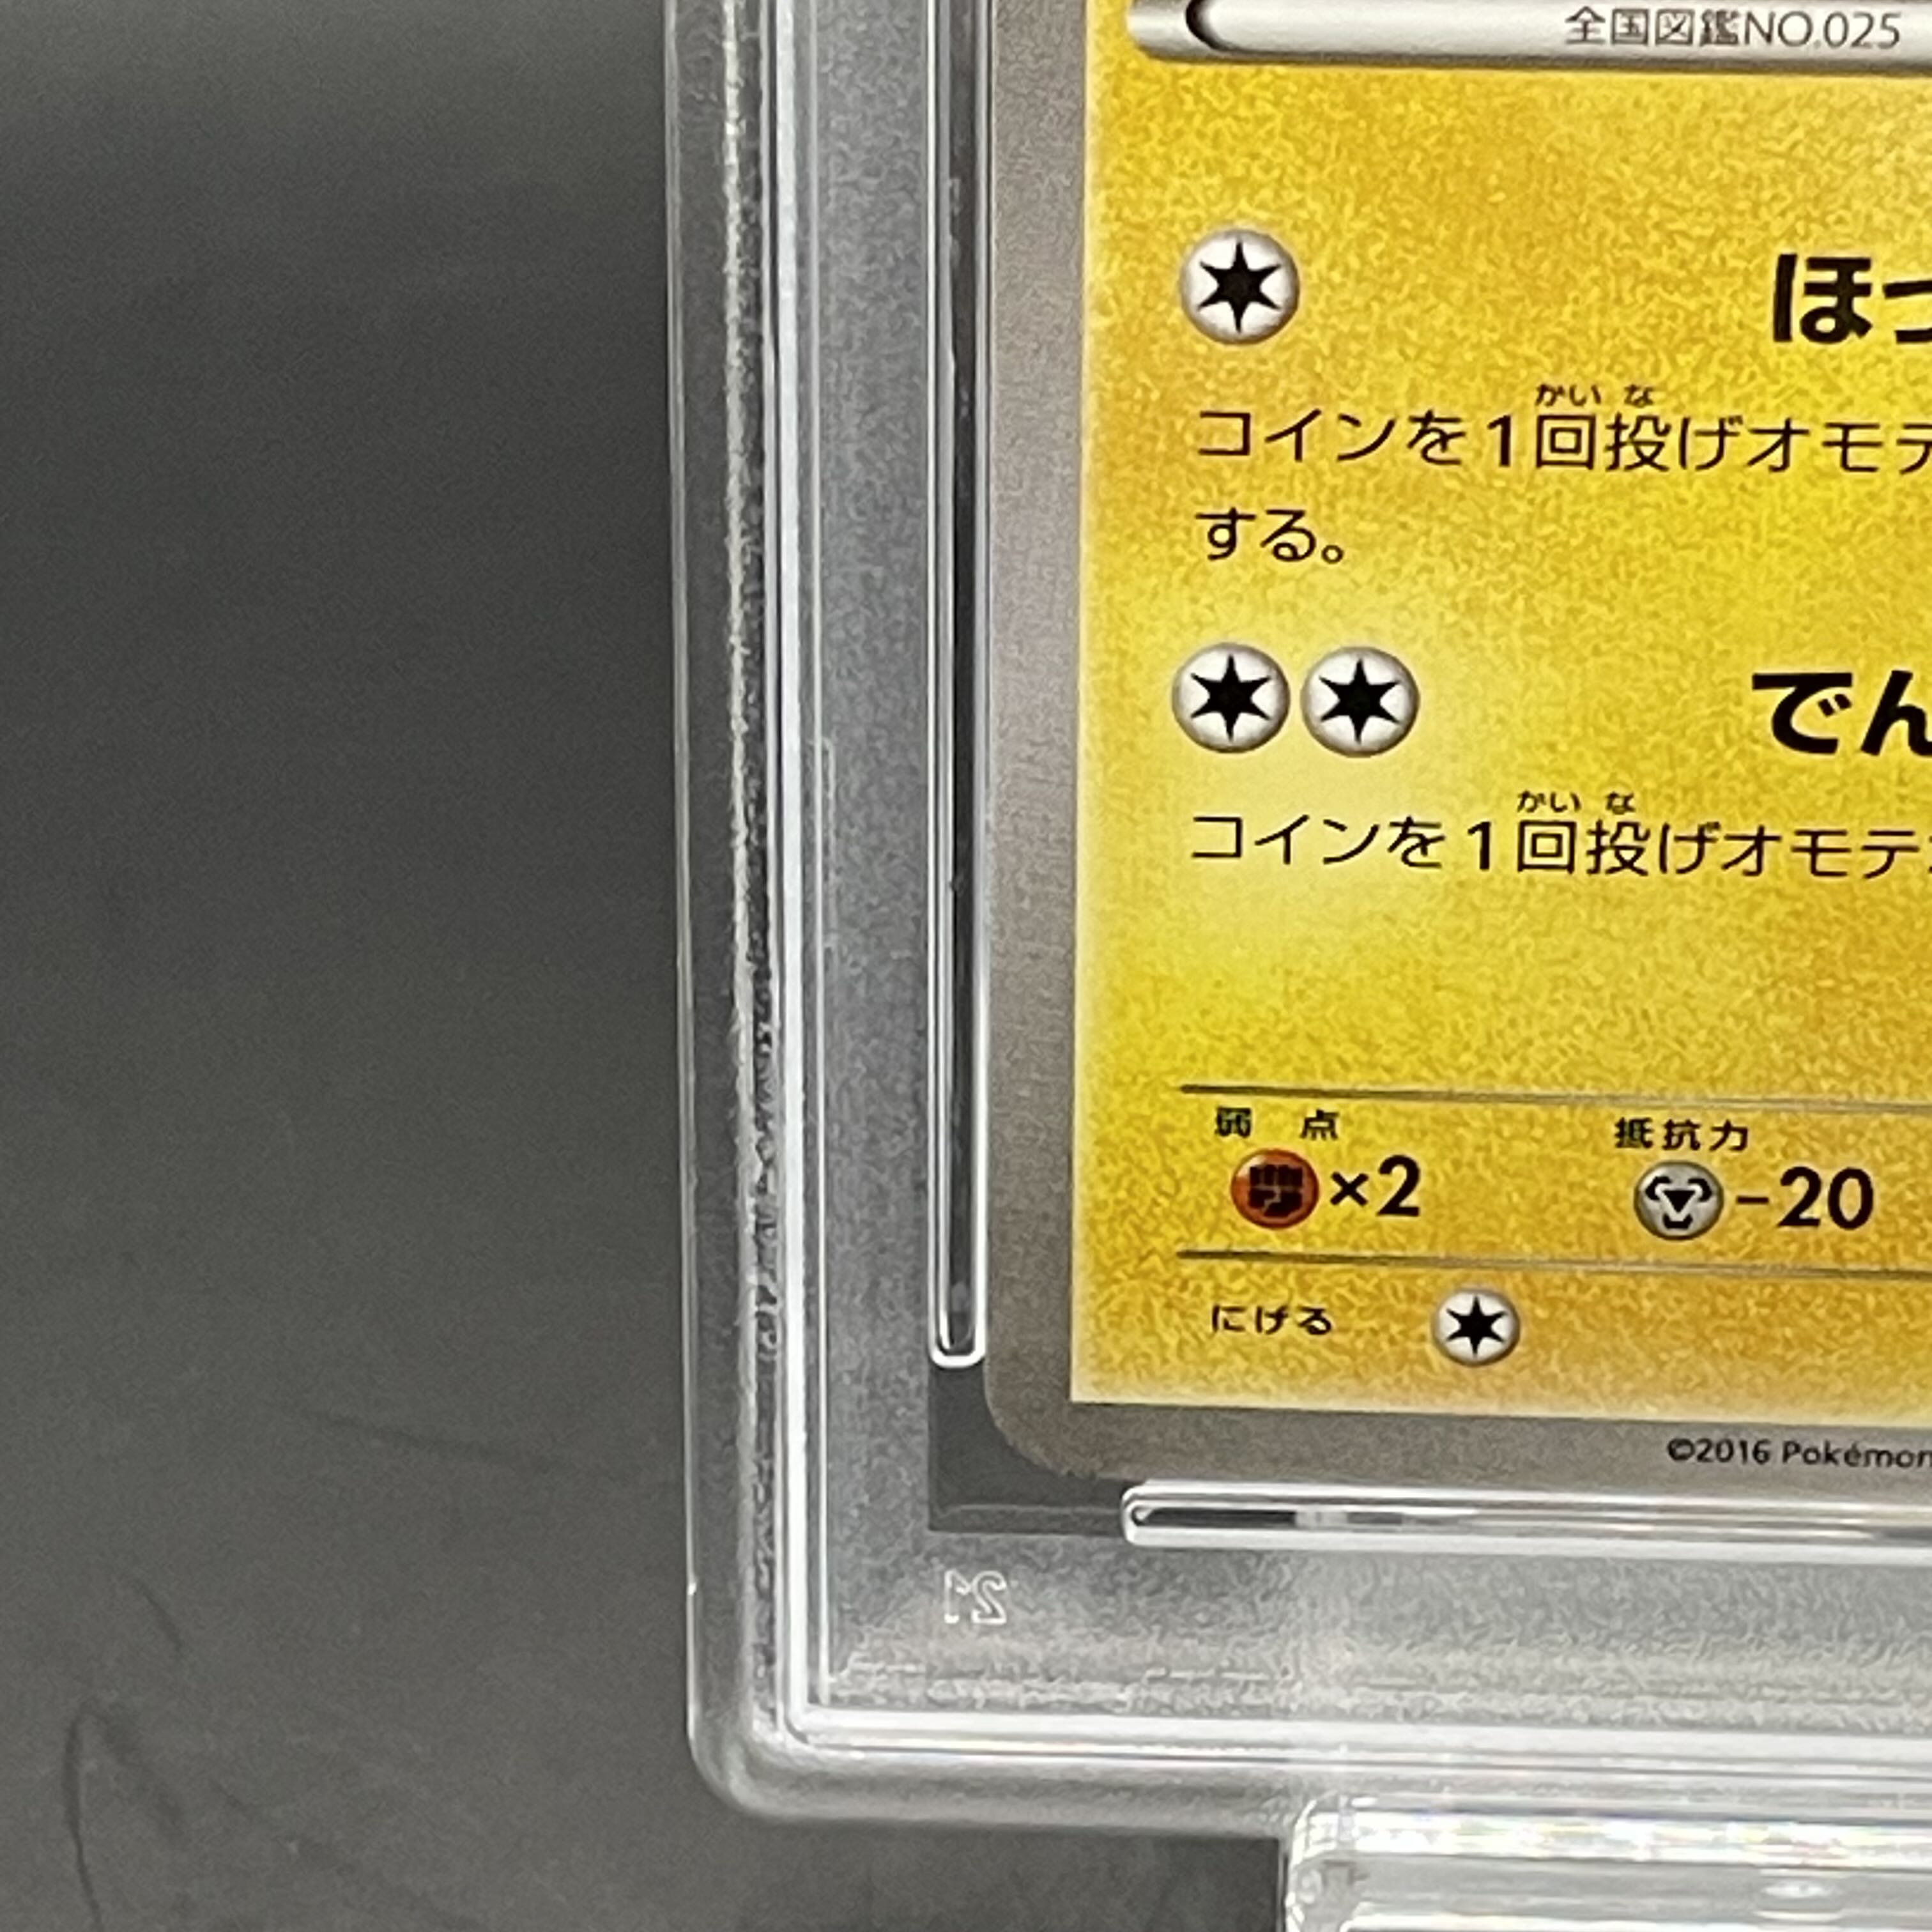 全国図鑑NO.025
ほっ
かい な
コインを1回投げオモテ
する。
でん
かい な
コインを1回投げオモテ
弱 点 抵抗力
×2 -20
にげる
©2016 Pokémon
21